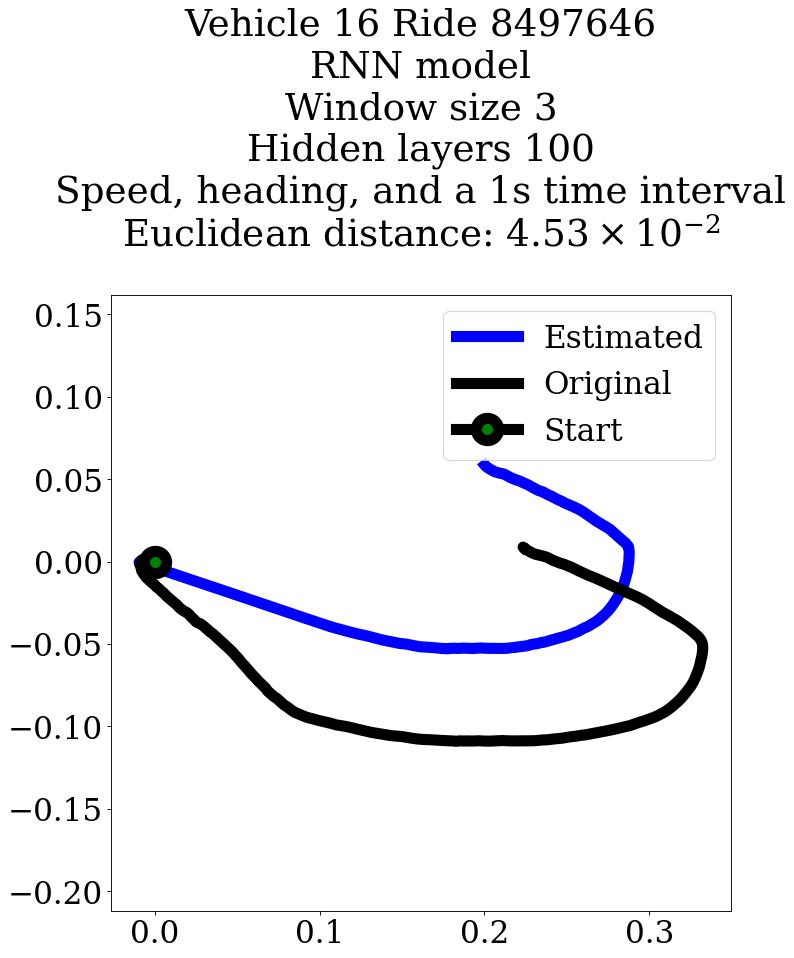 Vehicle 16 Ride 8497646
RNN model
Window size 3
Hidden layers 100
Speed, heading, and a 1s time interval
Euclidean distance: 4.53 × 10⁻²
Estimated
Original
Start
0.15
0.10
0.05
0.00
−0.05
−0.10
−0.15
−0.20
0.0 0.1 0.2 0.3